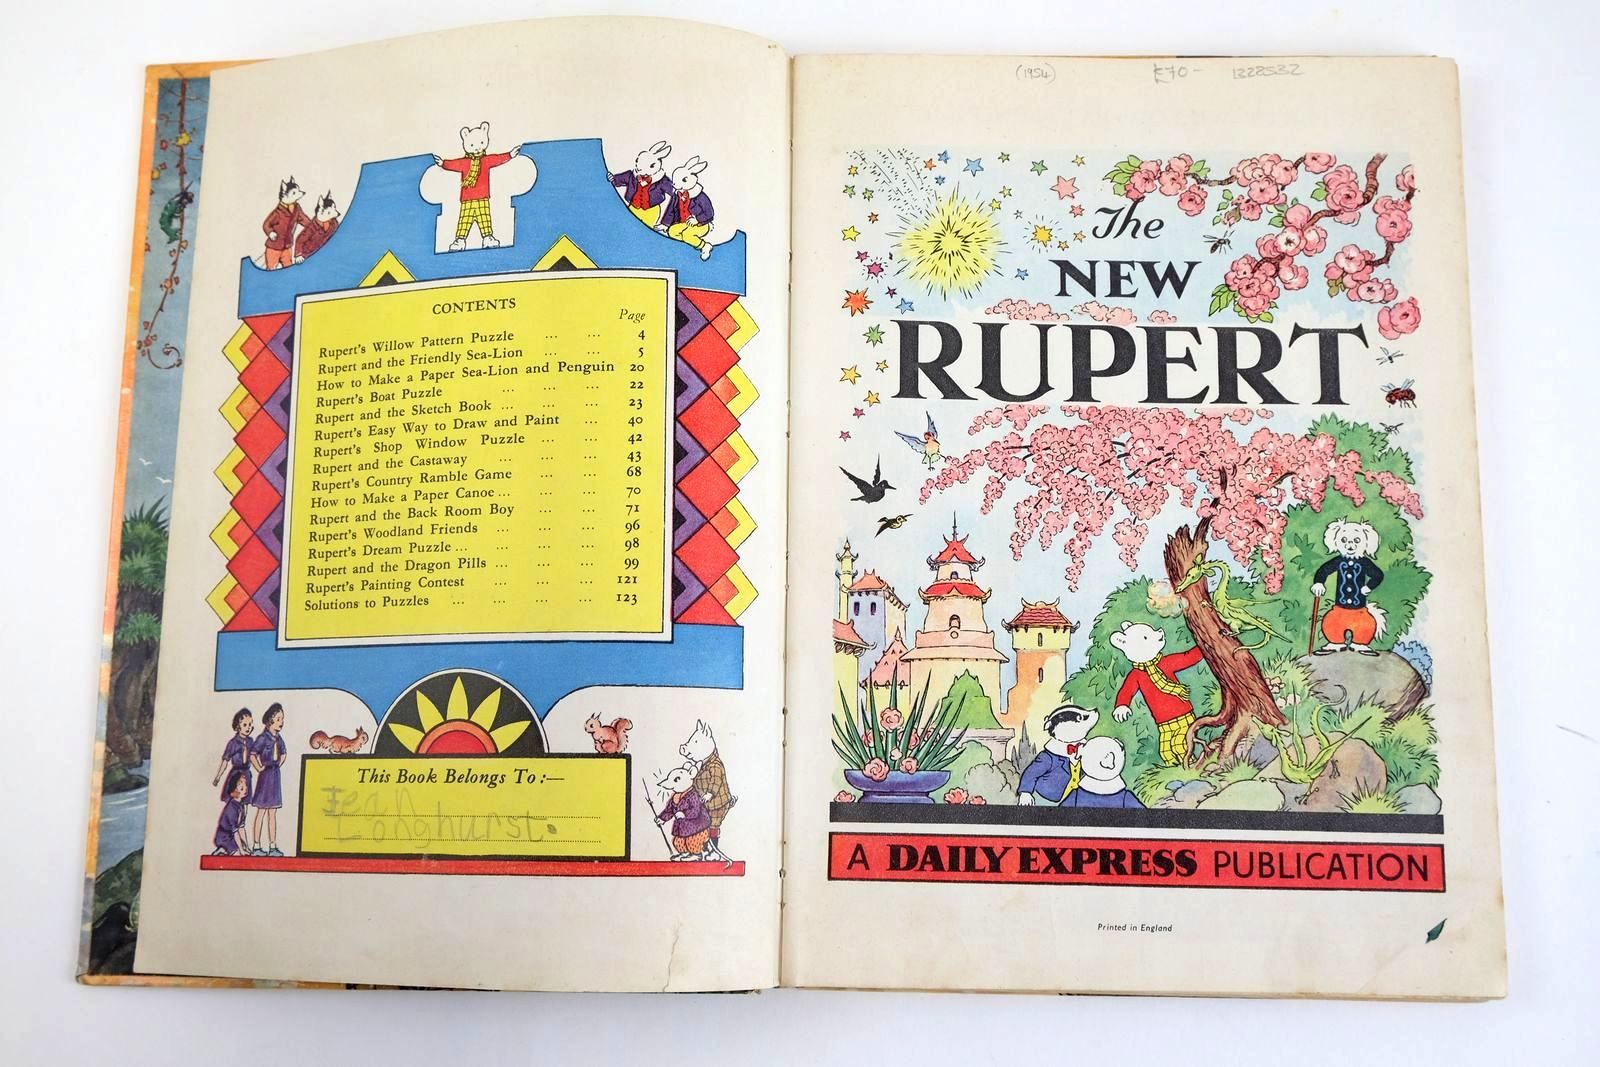 CONTENTS
Page
Rupert's Willow Pattern Puzzle ... ... 4
Rupert and the Friendly Sea-Lion ... ... 5
How to Make a Paper Sea-Lion and Penguin 20
Rupert's Boat Puzzle ... ... ... 22
Rupert and the Sketch Book ... ... ... 23
Rupert's Easy Way to Draw and Paint ... 40
Rupert's Shop Window Puzzle ... ... 42
Rupert and the Castaway ... ... ... 43
Rupert's Country Ramble Game ... ... 68
How to Make a Paper Canoe ... ... ... 70
Rupert and the Back Room Boy ... ... 71
Rupert's Woodland Friends ... ... ... 96
Rupert's Dream Puzzle ... ... ... ... 98
Rupert and the Dragon Pills ... ... ... 99
Rupert's Painting Contest ... ... ... 121
Solutions to Puzzles ... ... ... ... 123
This Book Belongs To :—
Jean
Longhurst.
(1954) £70- 1328532
The
NEW
RUPERT
A DAILY EXPRESS PUBLICATION
Printed in England